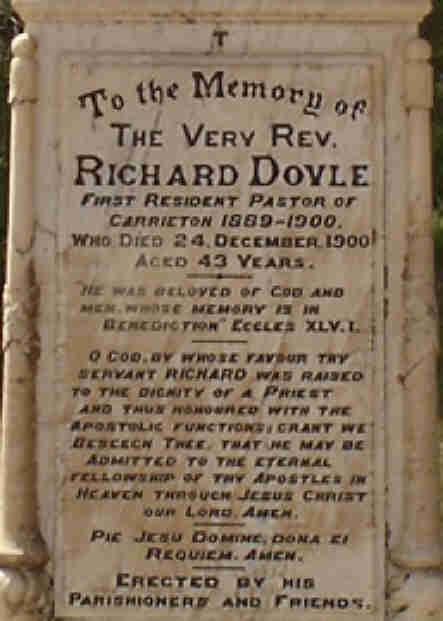 To the Memory of
THE VERY REV.
RICHARD DOYLE
FIRST RESIDENT PASTOR OF
CARRIETON 1889-1900.
WHO DIED 24, DECEMBER, 1900
AGED 43 YEARS.
"HE WAS BELOVED OF GOD AND
MEN, WHOSE MEMORY IS IN
BENEDICTION" ECCLES XLV.I.
O GOD, BY WHOSE FAVOUR THY
SERVANT RICHARD WAS RAISED
TO THE DIGNITY OF A PRIEST
AND THUS HONOURED WITH THE
APOSTOLIC FUNCTIONS; GRANT WE
BESEECH THEE, THAT HE MAY BE
ADMITTED TO THE ETERNAL
FELLOWSHIP OF THY APOSTLES IN
HEAVEN THROUGH JESUS CHRIST
OUR LORD. AMEN.
PIE JESU DOMINE, DONA EI
REQUIEM. AMEN.
ERECTED BY HIS
PARISHIONERS AND FRIENDS.